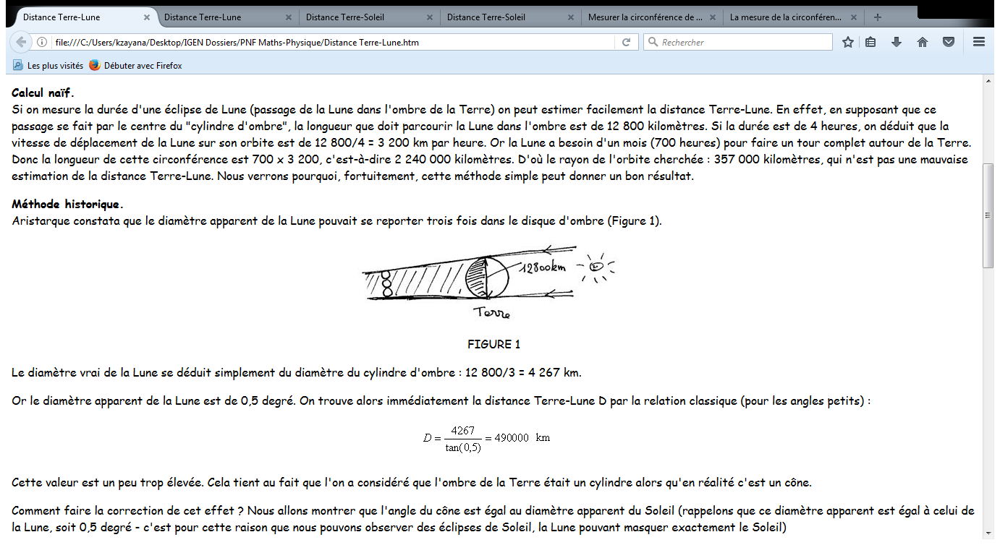 Distance Terre-Lune
Distance Terre-Lune
Distance Terre-Soleil
Distance Terre-Soleil
Mesurer la circonférence de ...
La mesure de la circonféren...
file:///C:/Users/kzayana/Desktop/IGEN Dossiers/PNF Maths-Physique/Distance Terre-Lune.htm
Rechercher
Les plus visités
Débuter avec Firefox
Calcul naïf.
Si on mesure la durée d'une éclipse de Lune (passage de la Lune dans l'ombre de la Terre) on peut estimer facilement la distance Terre-Lune. En effet, en supposant que ce
passage se fait par le centre du "cylindre d'ombre", la longueur que doit parcourir la Lune dans l'ombre est de 12 800 kilomètres. Si la durée est de 4 heures, on déduit que la
vitesse de déplacement de la Lune sur son orbite est de 12 800/4 = 3 200 km par heure. Or la Lune a besoin d'un mois (700 heures) pour faire un tour complet autour de la Terre.
Donc la longueur de cette circonférence est 700 x 3 200, c'est-à-dire 2 240 000 kilomètres. D'où le rayon de l'orbite cherchée : 357 000 kilomètres, qui n'est pas une mauvaise
estimation de la distance Terre-Lune. Nous verrons pourquoi, fortuitement, cette méthode simple peut donner un bon résultat.
Méthode historique.
Aristarque constata que le diamètre apparent de la Lune pouvait se reporter trois fois dans le disque d'ombre (Figure 1).
12800km
Terre
FIGURE 1
Le diamètre vrai de la Lune se déduit simplement du diamètre du cylindre d'ombre : 12 800/3 = 4 267 km.
Or le diamètre apparent de la Lune est de 0,5 degré. On trouve alors immédiatement la distance Terre-Lune D par la relation classique (pour les angles petits) :
D = 4267 / tan(0,5) = 490000 km
Cette valeur est un peu trop élevée. Cela tient au fait que l'on a considéré que l'ombre de la Terre était un cylindre alors qu'en réalité c'est un cône.
Comment faire la correction de cet effet ? Nous allons montrer que l'angle du cône est égal au diamètre apparent du Soleil (rappelons que ce diamètre apparent est égal à celui de
la Lune, soit 0,5 degré - c'est pour cette raison que nous pouvons observer des éclipses de Soleil, la Lune pouvant masquer exactement le Soleil)